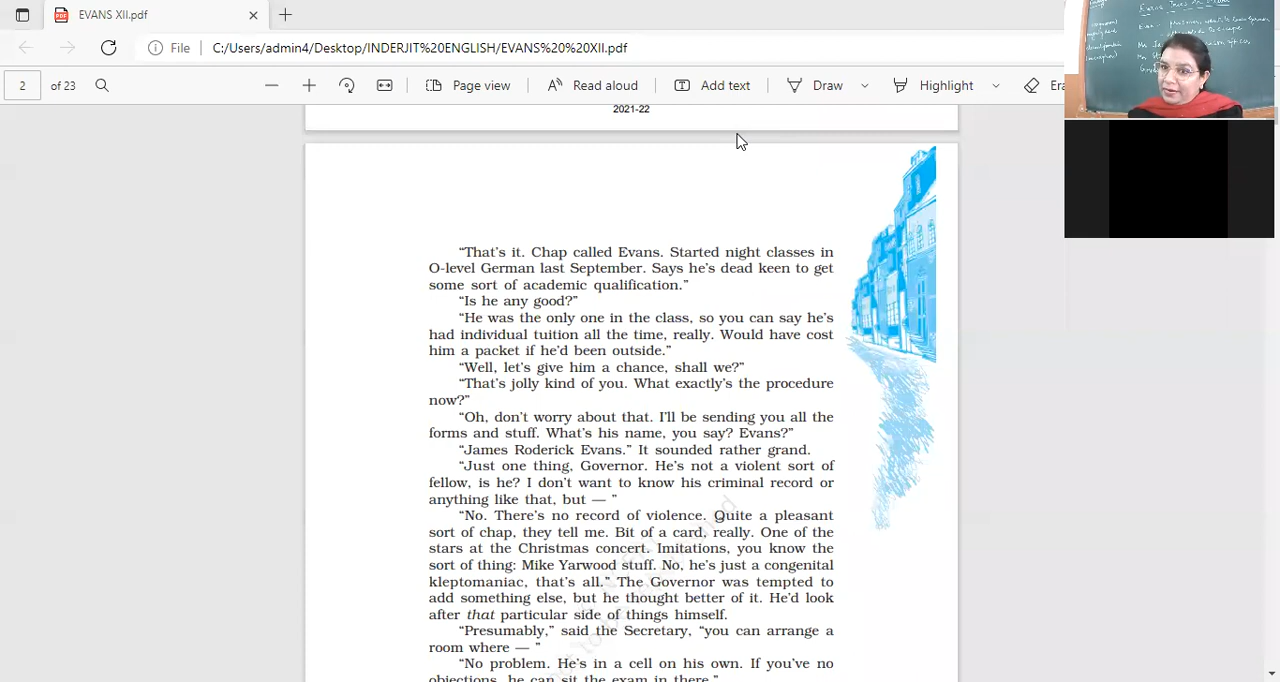 EVANS XII.pdf
File
C:/Users/admin4/Desktop/INDERJIT%20ENGLISH/EVANS%20%20XII.pdf
2 of 23
Page view
Read aloud
Add text
Draw
Highlight
Era
2021-22
“That’s it. Chap called Evans. Started night classes in
O-level German last September. Says he’s dead keen to get
some sort of academic qualification.”
“Is he any good?”
“He was the only one in the class, so you can say he’s
had individual tuition all the time, really. Would have cost
him a packet if he’d been outside.”
“Well, let’s give him a chance, shall we?”
“That’s jolly kind of you. What exactly’s the procedure
now?”
“Oh, don’t worry about that. I’ll be sending you all the
forms and stuff. What’s his name, you say? Evans?”
“James Roderick Evans.” It sounded rather grand.
“Just one thing, Governor. He’s not a violent sort of
fellow, is he? I don’t want to know his criminal record or
anything like that, but — ”
“No. There’s no record of violence. Quite a pleasant
sort of chap, they tell me. Bit of a card, really. One of the
stars at the Christmas concert. Imitations, you know the
sort of thing: Mike Yarwood stuff. No, he’s just a congenital
kleptomaniac, that’s all.” The Governor was tempted to
add something else, but he thought better of it. He’d look
after that particular side of things himself.
“Presumably,” said the Secretary, “you can arrange a
room where — ”
“No problem. He’s in a cell on his own. If you’ve no
objections, he can sit the exam in there.”